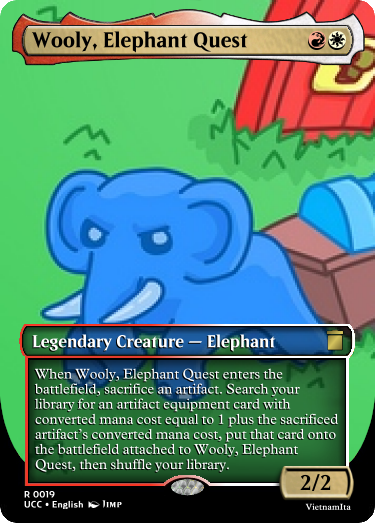 Wooly, Elephant Quest
Legendary Creature — Elephant
When Wooly, Elephant Quest enters the
battlefield, sacrifice an artifact. Search your
library for an artifact equipment card with
converted mana cost equal to 1 plus the sacrificed
artifact's converted mana cost, put that card onto
the battlefield attached to Wooly, Elephant
Quest, then shuffle your library.
2/2
R 0019
UCC • English JIMP
VietnamIta